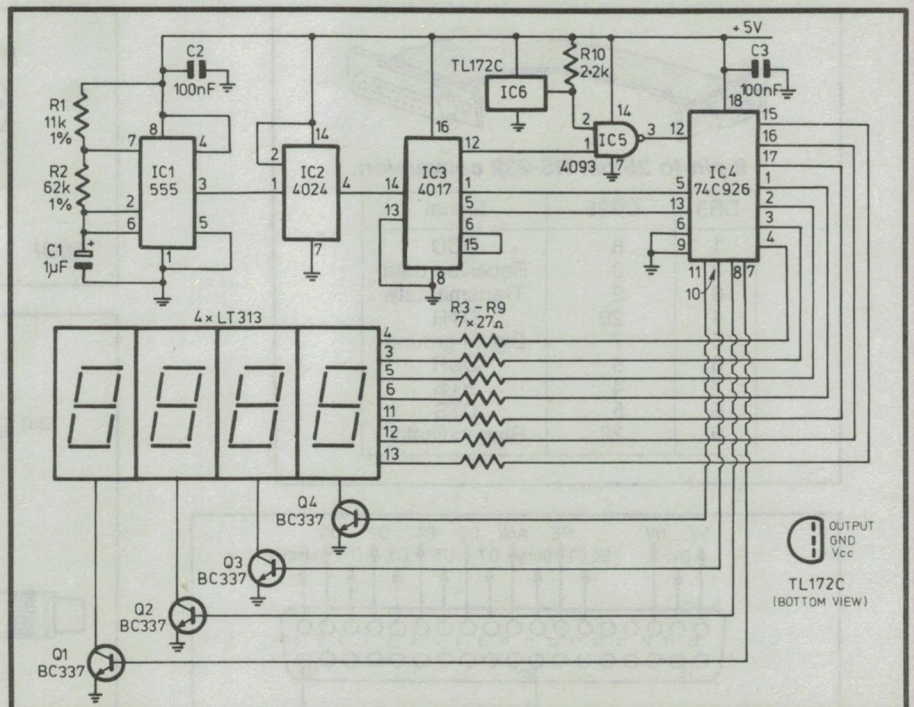 +5V
C2
100nF
C3
100nF
R10
2·2k
TL172C
IC6
R1
11k
1%
R2
62k
1%
C1
1µF
+
8
7
4
IC1
555
3
2
6
5
1
14
2
IC2
4024
1
4
7
16
12
14
IC3
4017
1
13
5
6
15
8
2
14
IC5
3
1
4093
7
18
12
IC4
74C926
5
13
6
9
15
16
17
1
2
3
4
11
10
8
7
4×LT313
R3 – R9
7×27Ω
4
3
5
6
11
12
13
Q4
BC337
Q3
BC337
Q2
BC337
Q1
BC337
OUTPUT
GND
Vcc
TL172C
(BOTTOM VIEW)